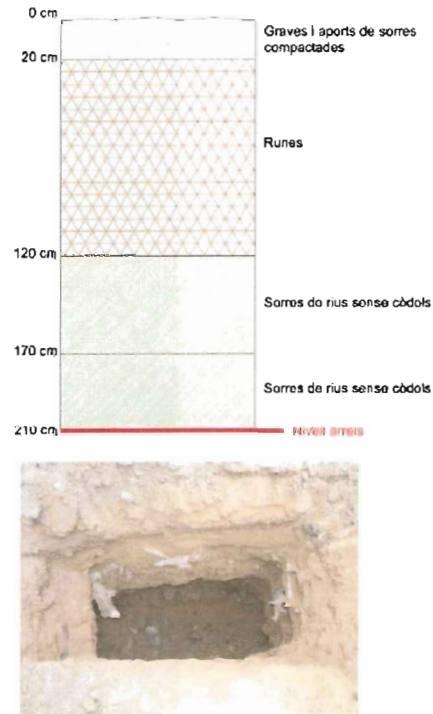 0 cm
Graves i aports de sorres
compactades
20 cm
Runes
120 cm
Sorres de rius sense còdols
170 cm
Sorres de rius sense còdols
210 cm
Nivell